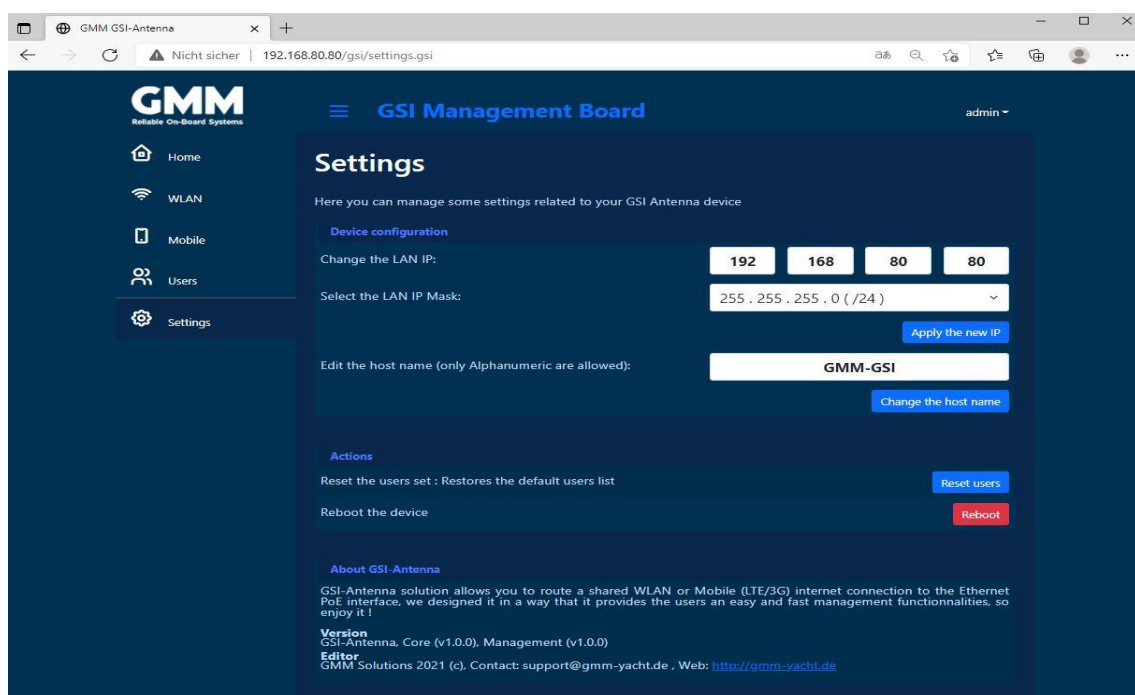 GMM GSI-Antenna
Nicht sicher | 192.168.80.80/gsi/settings.gsi
GMM
Reliable On-Board Systems
GSI Management Board
admin
Home
WLAN
Mobile
Users
Settings
Settings
Here you can manage some settings related to your GSI Antenna device
Device configuration
Change the LAN IP: 192 168 80 80
Select the LAN IP Mask: 255 . 255 . 255 . 0 ( /24 )
Apply the new IP
Edit the host name (only Alphanumeric are allowed): GMM-GSI
Change the host name
Actions
Reset the users set : Restores the default users list Reset users
Reboot the device Reboot
About GSI-Antenna
GSI-Antenna solution allows you to route a shared WLAN or Mobile (LTE/3G) internet connection to the Ethernet
PoE interface, we designed it in a way that it provides the users an easy and fast management functionnalities, so
enjoy it !
Version
GSI-Antenna, Core (v1.0.0), Management (v1.0.0)
Editor
GMM Solutions 2021 (c), Contact: support@gmm-yacht.de , Web: http://gmm-yacht.de